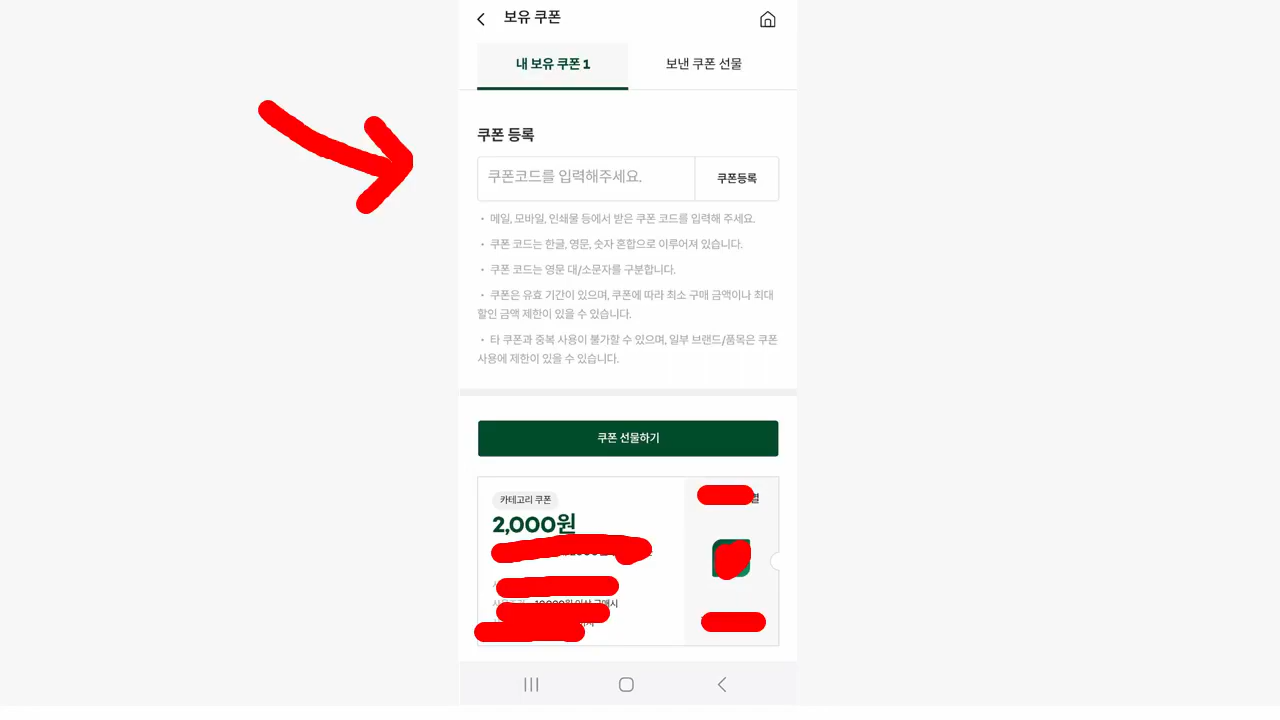 보유 쿠폰
내 보유 쿠폰 1
보낸 쿠폰 선물
쿠폰 등록
쿠폰코드를 입력해주세요.
쿠폰등록
• 메일, 모바일, 인쇄물 등에서 받은 쿠폰 코드를 입력해 주세요.
• 쿠폰 코드는 한글, 영문, 숫자 혼합으로 이루어져 있습니다.
• 쿠폰 코드는 영문 대/소문자를 구분합니다.
• 쿠폰은 유효 기간이 있으며, 쿠폰에 따라 최소 구매 금액이나 최대
할인 금액 제한이 있을 수 있습니다.
• 타 쿠폰과 중복 사용이 불가할 수 있으며, 일부 브랜드/품목은 쿠폰
사용에 제한이 있을 수 있습니다.
쿠폰 선물하기
카테고리 쿠폰
2,000원